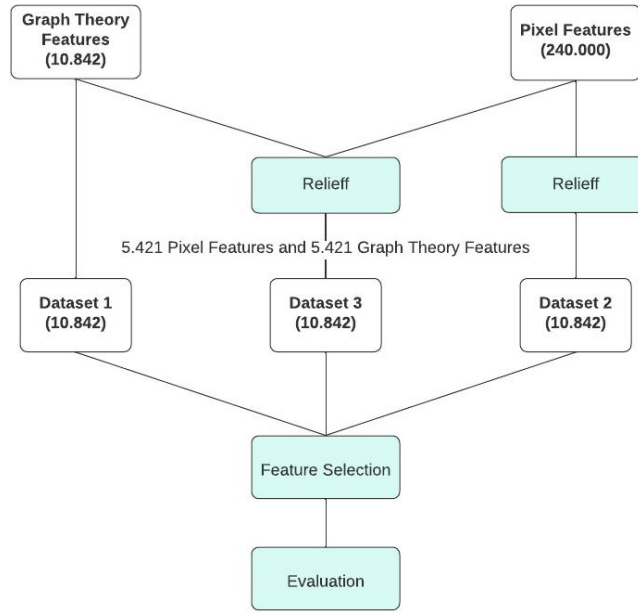 Graph Theory
Features
(10.842)
Pixel Features
(240.000)
Relieff
Relieff
5.421 Pixel Features and 5.421 Graph Theory Features
Dataset 1
(10.842)
Dataset 3
(10.842)
Dataset 2
(10.842)
Feature Selection
Evaluation